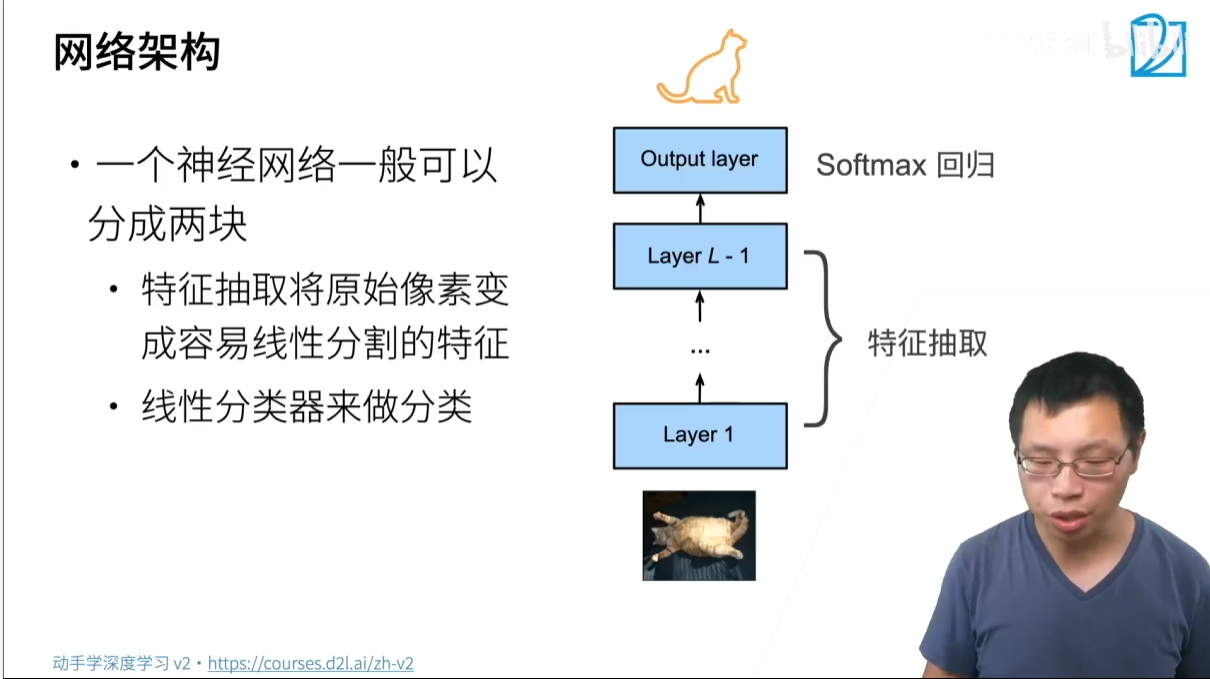 网络架构
• 一个神经网络一般可以
分成两块
• 特征抽取将原始像素变
成容易线性分割的特征
• 线性分类器来做分类
Output layer
Softmax 回归
Layer L - 1
...
特征抽取
Layer 1
动手学深度学习 v2 • https://courses.d2l.ai/zh-v2